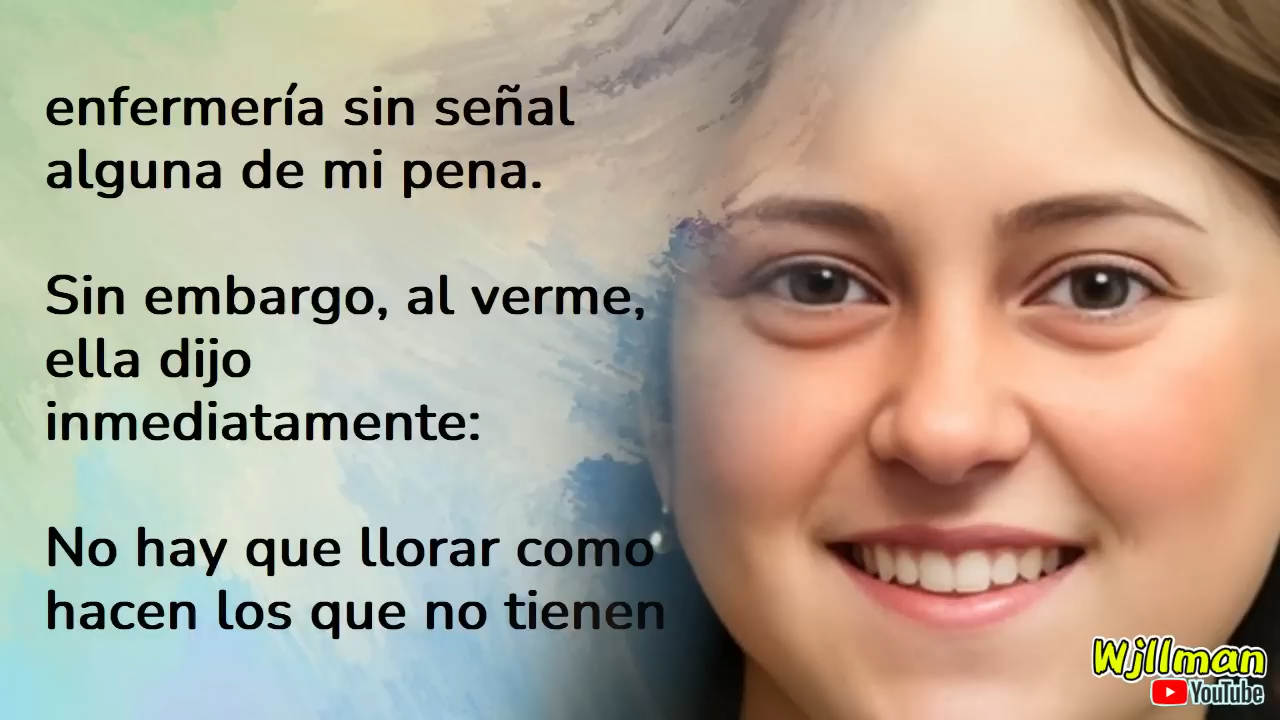 enfermería sin señal
alguna de mi pena.
Sin embargo, al verme,
ella dijo
inmediatamente:
No hay que llorar como
hacen los que no tienen
Wjllman
YouTube